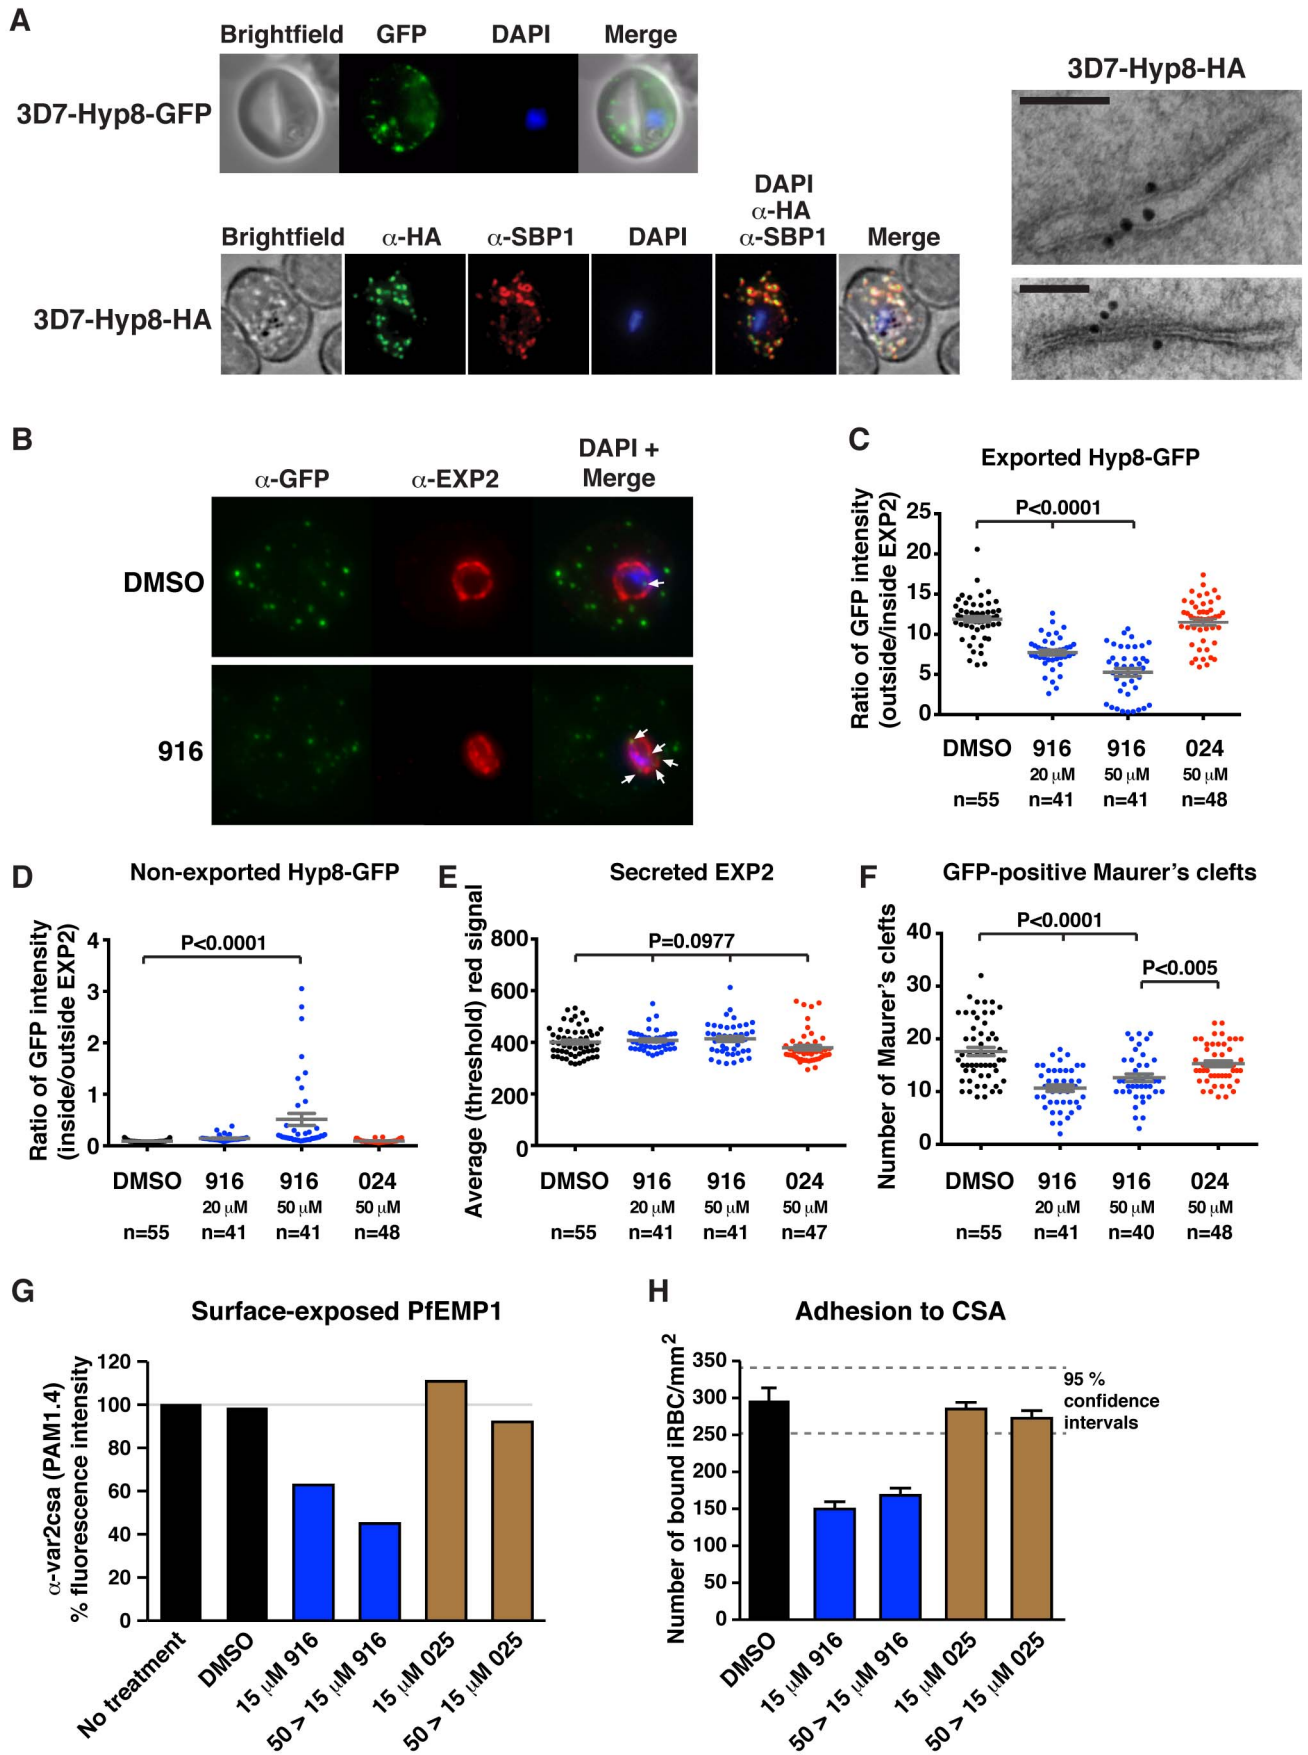 A
Brightfield GFP DAPI Merge
3D7-Hyp8-GFP
3D7-Hyp8-HA
DAPI
α-HA
Brightfield α-HA α-SBP1 DAPI α-SBP1 Merge
3D7-Hyp8-HA
B
α-GFP α-EXP2 DAPI +
Merge
DMSO
916
C
Exported Hyp8-GFP
Ratio of GFP intensity
(outside/inside EXP2)
25
20
15
10
5
0
P<0.0001
DMSO 916 916 024
20 μM 50 μM 50 μM
n=55 n=41 n=41 n=48
D
Non-exported Hyp8-GFP
Ratio of GFP intensity
(inside/outside EXP2)
4
3
2
1
0
P<0.0001
DMSO 916 916 024
20 μM 50 μM 50 μM
n=55 n=41 n=41 n=48
E
Secreted EXP2
Average (threshold) red signal
800
600
400
200
0
P=0.0977
DMSO 916 916 024
20 μM 50 μM 50 μM
n=55 n=41 n=41 n=47
F
GFP-positive Maurer's clefts
Number of Maurer's clefts
40
30
20
10
0
P<0.0001
P<0.005
DMSO 916 916 024
20 μM 50 μM 50 μM
n=55 n=41 n=40 n=48
G
Surface-exposed PfEMP1
α-var2csa (PAM1.4)
% fluorescence intensity
120
100
80
60
40
20
0
No treatment
DMSO
15 μM 916
50 > 15 μM 916
15 μM 025
50 > 15 μM 025
H
Adhesion to CSA
Number of bound iRBC/mm2
350
300
250
200
150
100
50
0
95 %
confidence
intervals
DMSO
15 μM 916
50 > 15 μM 916
15 μM 025
50 > 15 μM 025